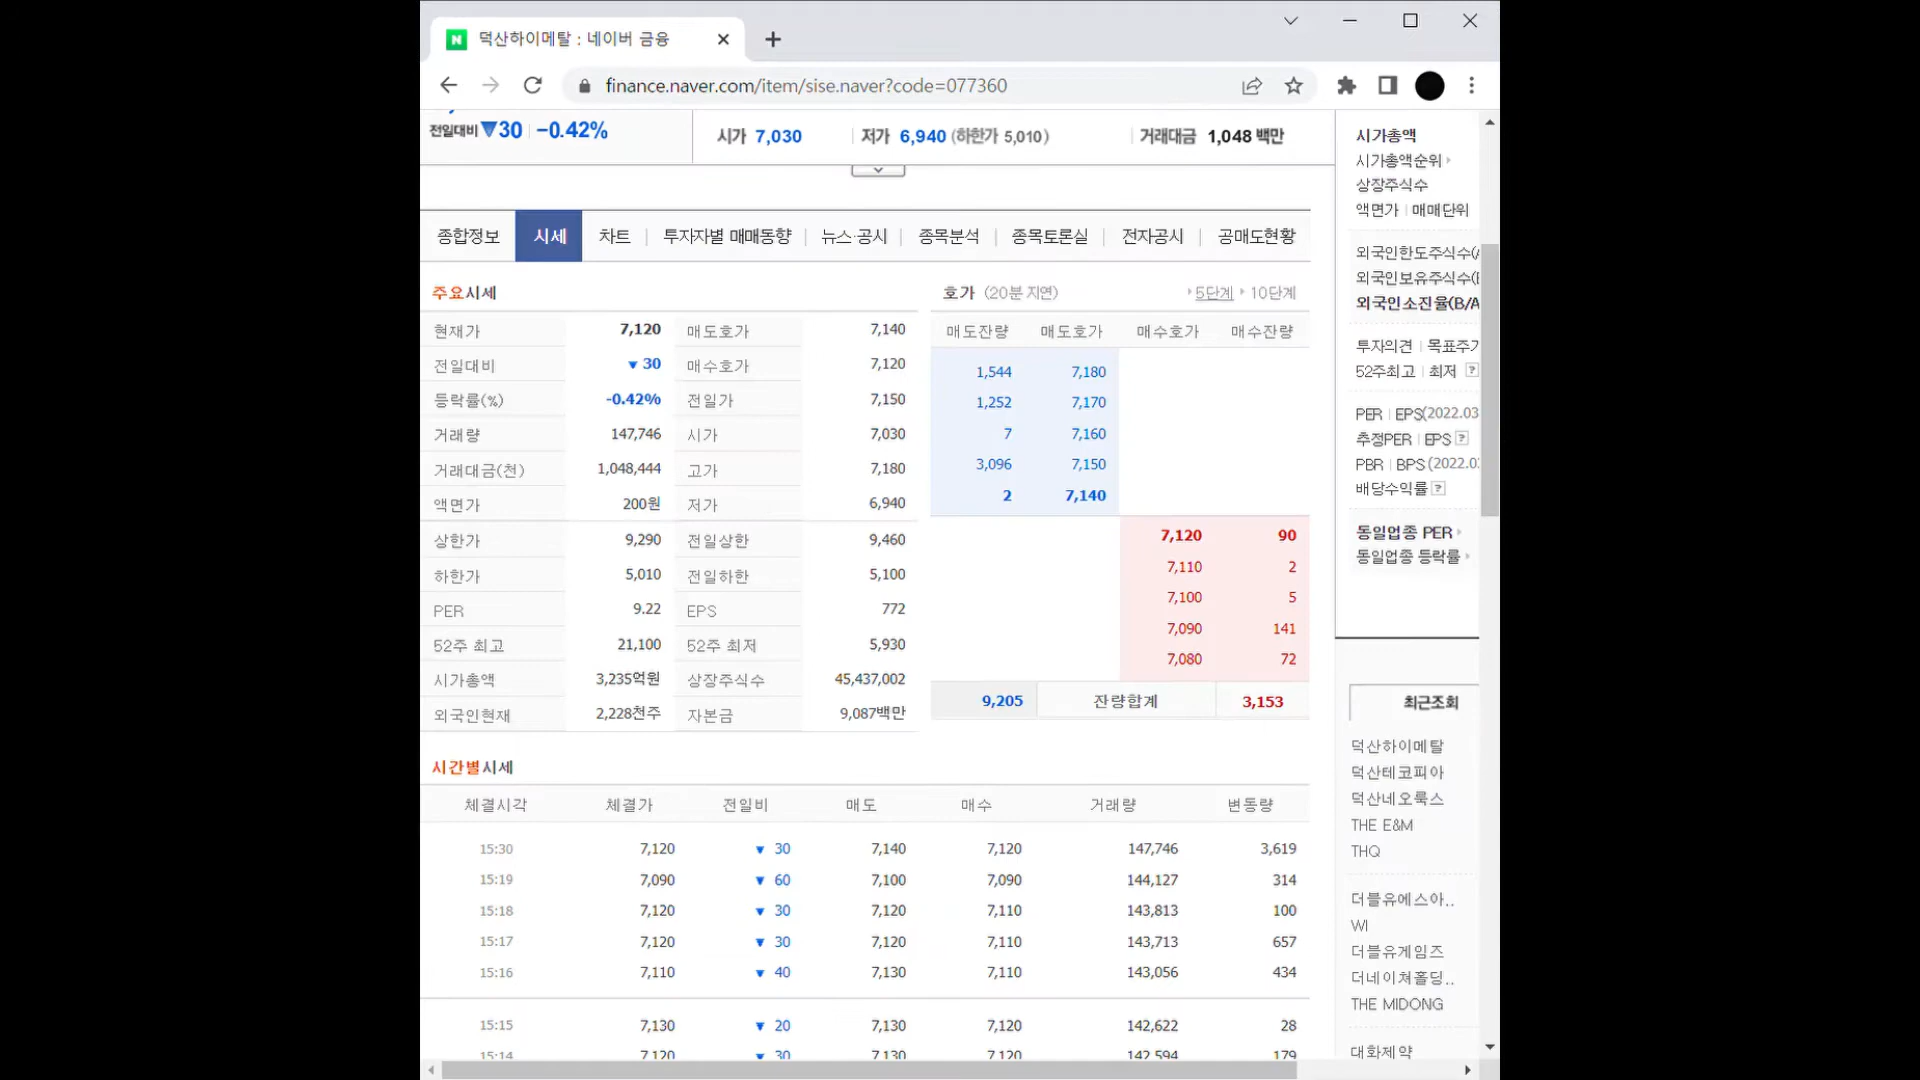 덕산하이메탈 : 네이버 금융
finance.naver.com/item/sise.naver?code=077360
전일대비 ▼30 -0.42%
시가 7,030 저가 6,940 (하한가 5,010) 거래대금 1,048 백만
종합정보 시세 차트 투자자별 매매동향 뉴스·공시 종목분석 종목토론실 전자공시 공매도현황
주요시세
현재가 7,120 매도호가 7,140
전일대비 ▼ 30 매수호가 7,120
등락률(%) -0.42% 전일가 7,150
거래량 147,746 시가 7,030
거래대금(천) 1,048,444 고가 7,180
액면가 200원 저가 6,940
상한가 9,290 전일상한 9,460
하한가 5,010 전일하한 5,100
PER 9.22 EPS 772
52주 최고 21,100 52주 최저 5,930
시가총액 3,235억원 상장주식수 45,437,002
외국인현재 2,228천주 자본금 9,087백만
호가 (20분 지연) 5단계 10단계
매도잔량 매도호가 매수호가 매수잔량
1,544 7,180
1,252 7,170
7 7,160
3,096 7,150
2 7,140
7,120 90
7,110 2
7,100 5
7,090 141
7,080 72
9,205 잔량합계 3,153
시간별시세
체결시각 체결가 전일비 매도 매수 거래량 변동량
15:30 7,120 ▼ 30 7,140 7,120 147,746 3,619
15:19 7,090 ▼ 60 7,100 7,090 144,127 314
15:18 7,120 ▼ 30 7,120 7,110 143,813 100
15:17 7,120 ▼ 30 7,120 7,110 143,713 657
15:16 7,110 ▼ 40 7,130 7,110 143,056 434
15:15 7,130 ▼ 20 7,130 7,120 142,622 28
15:14 7,120 ▼ 30 7,130 7,120 142,594 179
시가총액
시가총액순위
상장주식수
액면가 매매단위
외국인한도주식수(A
외국인보유주식수(B
외국인소진율(B/A
투자의견 목표주가
52주최고 최저 ?
PER EPS(2022.03
추정PER EPS ?
PBR BPS (2022.0
배당수익률 ?
동일업종 PER
동일업종 등락률
최근조회
덕산하이메탈
덕산테코피아
덕산네오룩스
THE E&M
THQ
더블유에스아..
WI
더블유게임즈
더네이쳐홀딩..
THE MIDONG
대화제약